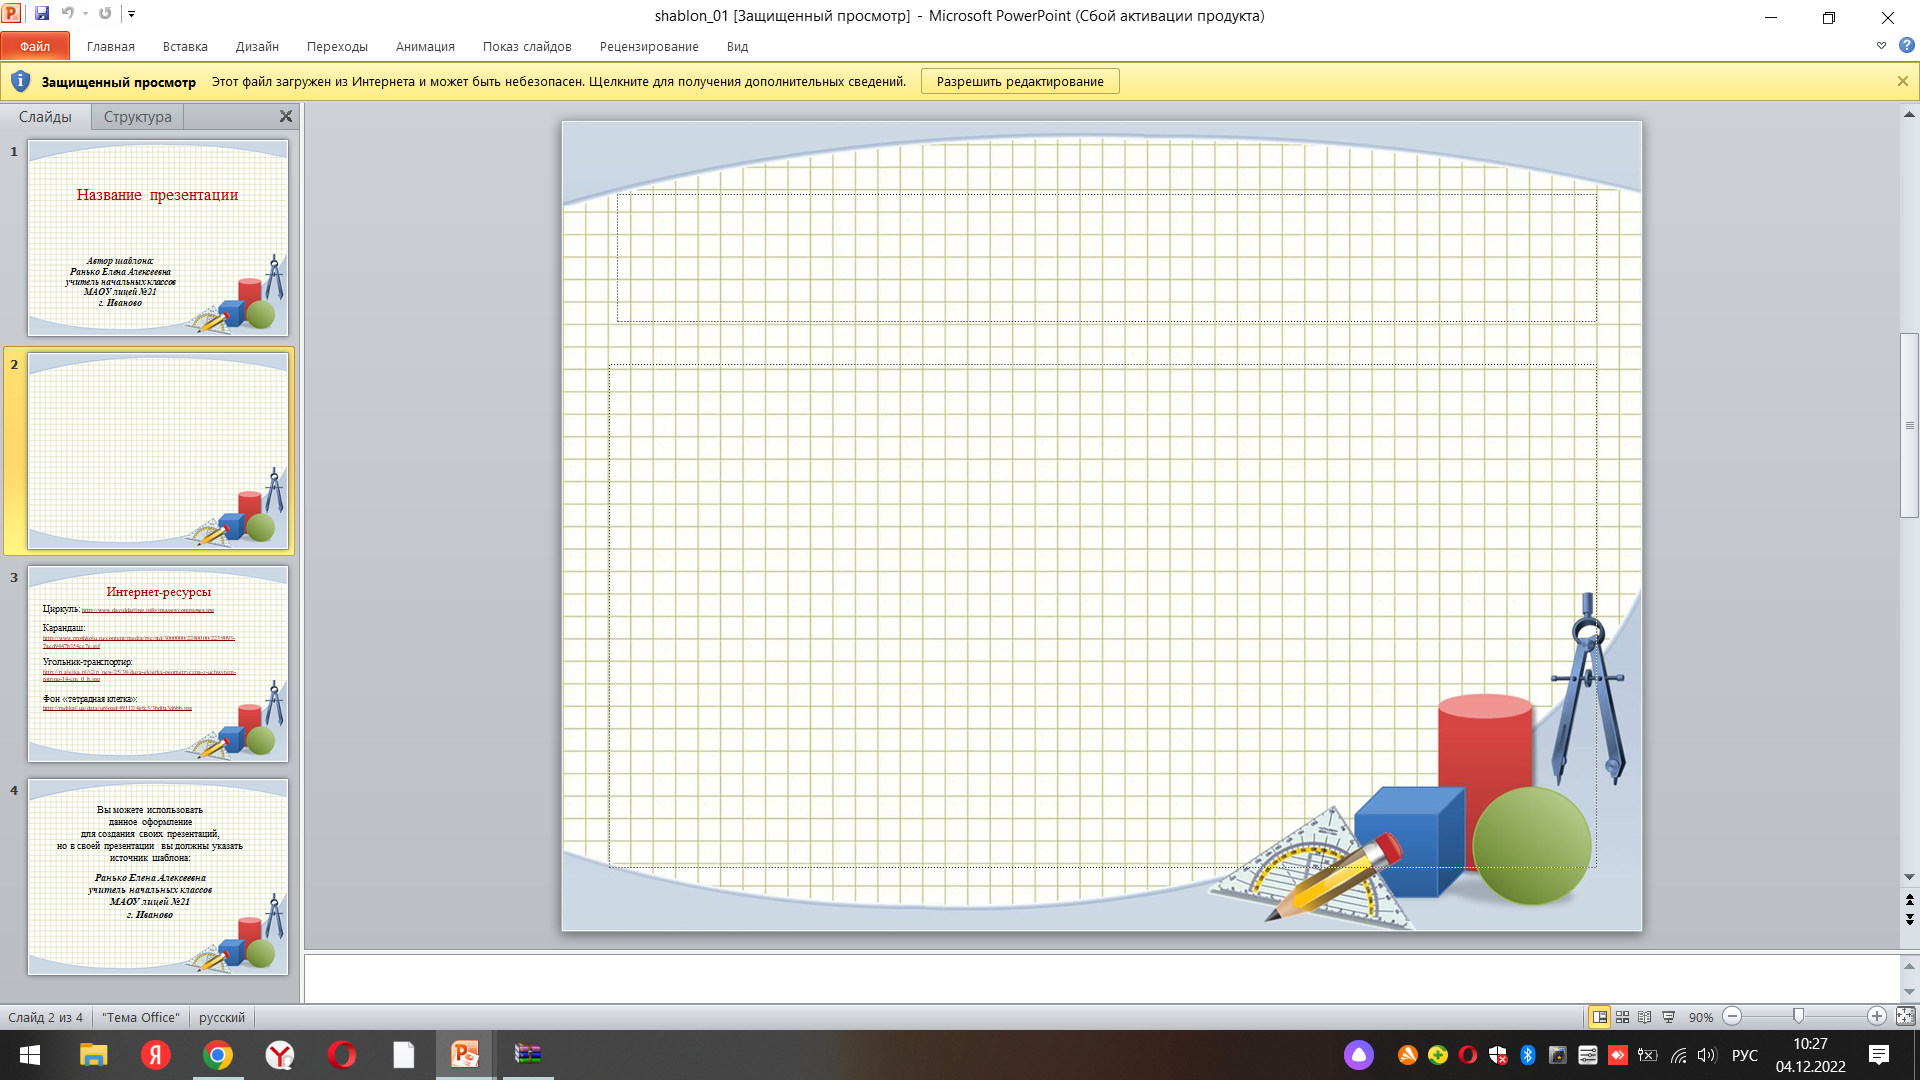 shablon_01 [Защищенный просмотр] - Microsoft PowerPoint (Сбой активации продукта)
Файл Главная Вставка Дизайн Переходы Анимация Показ слайдов Рецензирование Вид
Защищенный просмотр Этот файл загружен из Интернета и может быть небезопасен. Щелкните для получения дополнительных сведений. Разрешить редактирование
Слайды Структура
1
Название презентации
Автор шаблона:
Ранько Елена Алексеевна
учитель начальных классов
МАОУ лицей №21
г. Иваново
2
3
Интернет-ресурсы
Циркуль:
Карандаш:
Угольник-транспортир:
Фон «тетрадная клетка»:
4
Вы можете использовать
данное оформление
для создания своих презентаций,
но в своей презентации вы должны указать
источник шаблона:
Ранько Елена Алексеевна
учитель начальных классов
МАОУ лицей №21
г. Иваново
Слайд 2 из 4 "Тема Office" русский 90%
РУС 10:27
04.12.2022